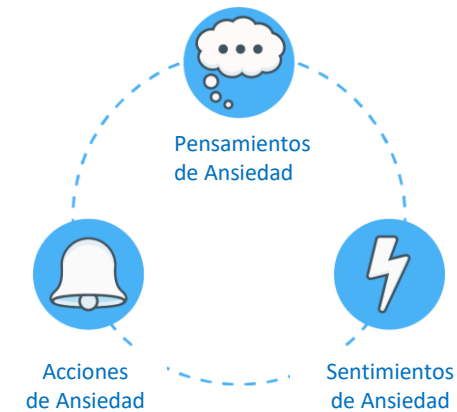 Pensamientos
de Ansiedad
Acciones
de Ansiedad
Sentimientos
de Ansiedad